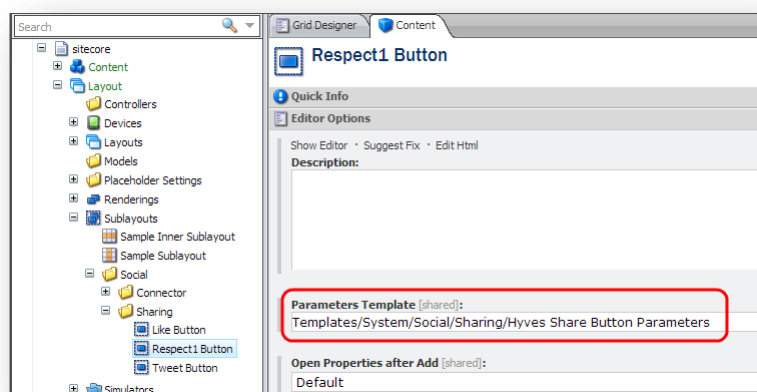 Search
sitecore
Content
Layout
Controllers
Devices
Layouts
Models
Placeholder Settings
Renderings
Sublayouts
Sample Inner Sublayout
Sample Sublayout
Social
Connector
Sharing
Like Button
Respect1 Button
Tweet Button
Simulators
Grid Designer Content
Respect1 Button
Quick Info
Editor Options
Show Editor · Suggest Fix · Edit Html
Description:
Parameters Template [shared]:
Templates/System/Social/Sharing/Hyves Share Button Parameters
Open Properties after Add [shared]:
Default